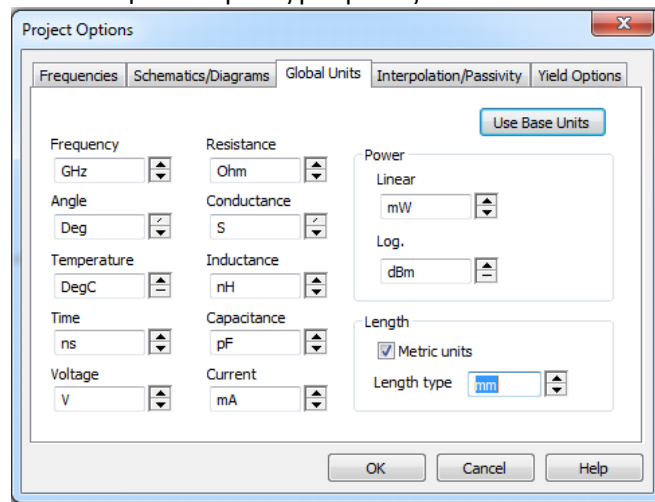 Project Options
Frequencies Schematics/Diagrams Global Units Interpolation/Passivity Yield Options
Use Base Units
Frequency
GHz
Angle
Deg
Temperature
DegC
Time
ns
Voltage
V
Resistance
Ohm
Conductance
S
Inductance
nH
Capacitance
pF
Current
mA
Power
Linear
mW
Log.
dBm
Length
Metric units
Length type mm
OK Cancel Help